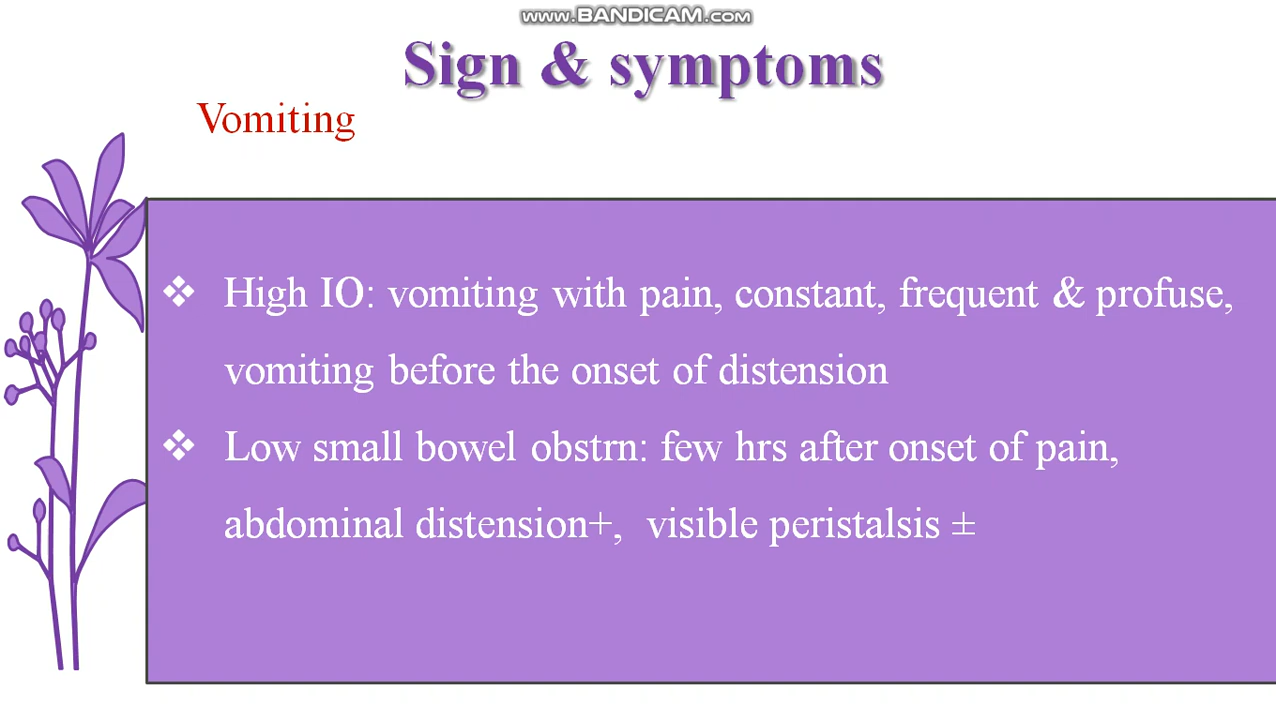 www.BANDICAM.com
Sign & symptoms
Vomiting
❖ High IO: vomiting with pain, constant, frequent & profuse,
vomiting before the onset of distension
❖ Low small bowel obstrn: few hrs after onset of pain,
abdominal distension+, visible peristalsis ±